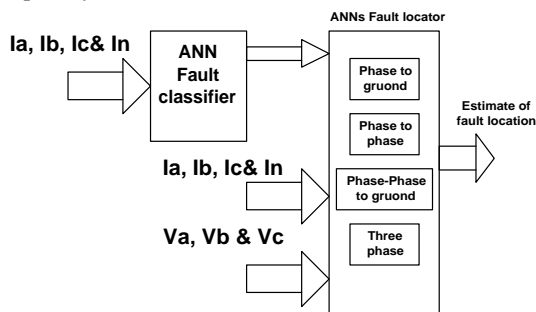 ANNs Fault locator
Ia, Ib, Ic& In
ANN
Fault
classifier
Phase to
gruond
Phase to
phase
Estimate of
fault location
Ia, Ib, Ic& In
Phase-Phase
to gruond
Va, Vb & Vc
Three
phase